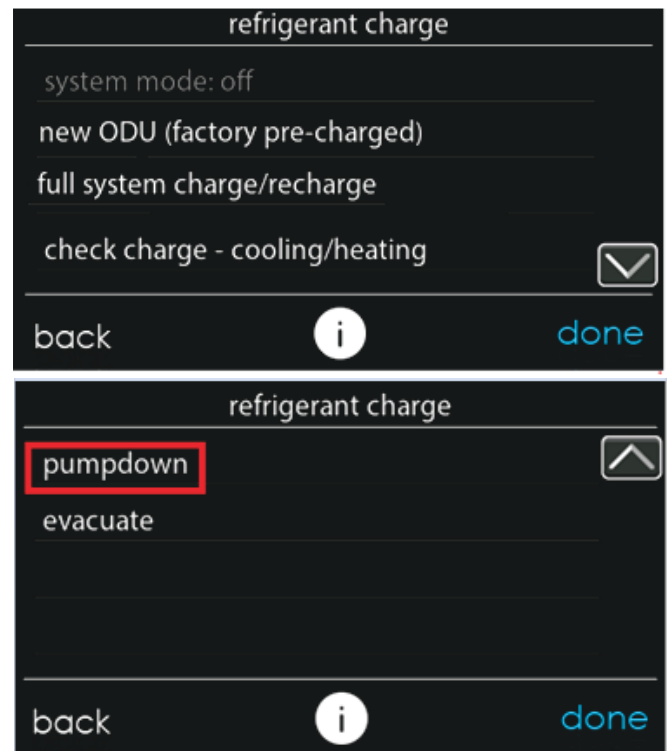 refrigerant charge
system mode: off
new ODU (factory pre-charged)
full system charge/recharge
check charge - cooling/heating
back
i
done
refrigerant charge
pumpdown
evacuate
back
i
done